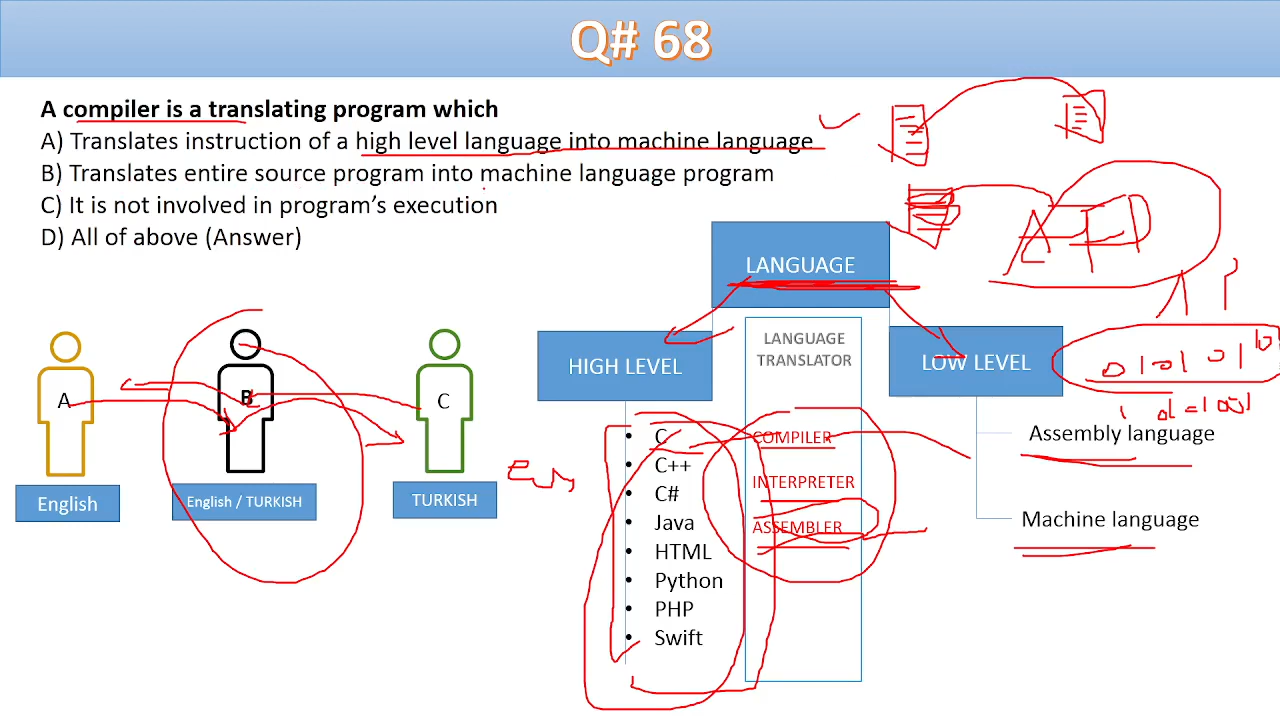 Q# 68
A compiler is a translating program which
A) Translates instruction of a high level language into machine language
B) Translates entire source program into machine language program
C) It is not involved in program's execution
D) All of above (Answer)
LANGUAGE
HIGH LEVEL
LANGUAGE
TRANSLATOR
LOW LEVEL
A
B
C
English
English / TURKISH
TURKISH
• C
• C++
• C#
• Java
• HTML
• Python
• PHP
• Swift
COMPILER
INTERPRETER
ASSEMBLER
Assembly language
Machine language